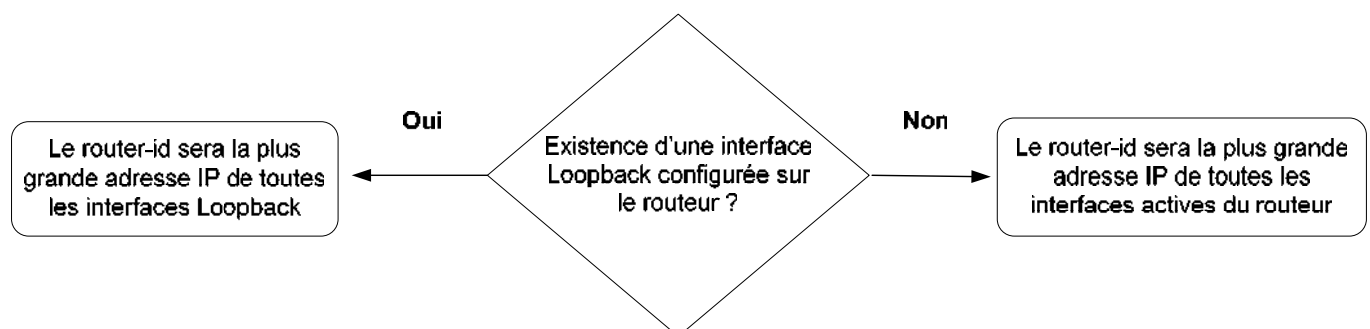 Oui
Le router-id sera la plus
grande adresse IP de toutes
les interfaces Loopback
Existence d'une interface
Loopback configurée sur
le routeur ?
Non
Le router-id sera la plus grande
adresse IP de toutes les
interfaces actives du routeur